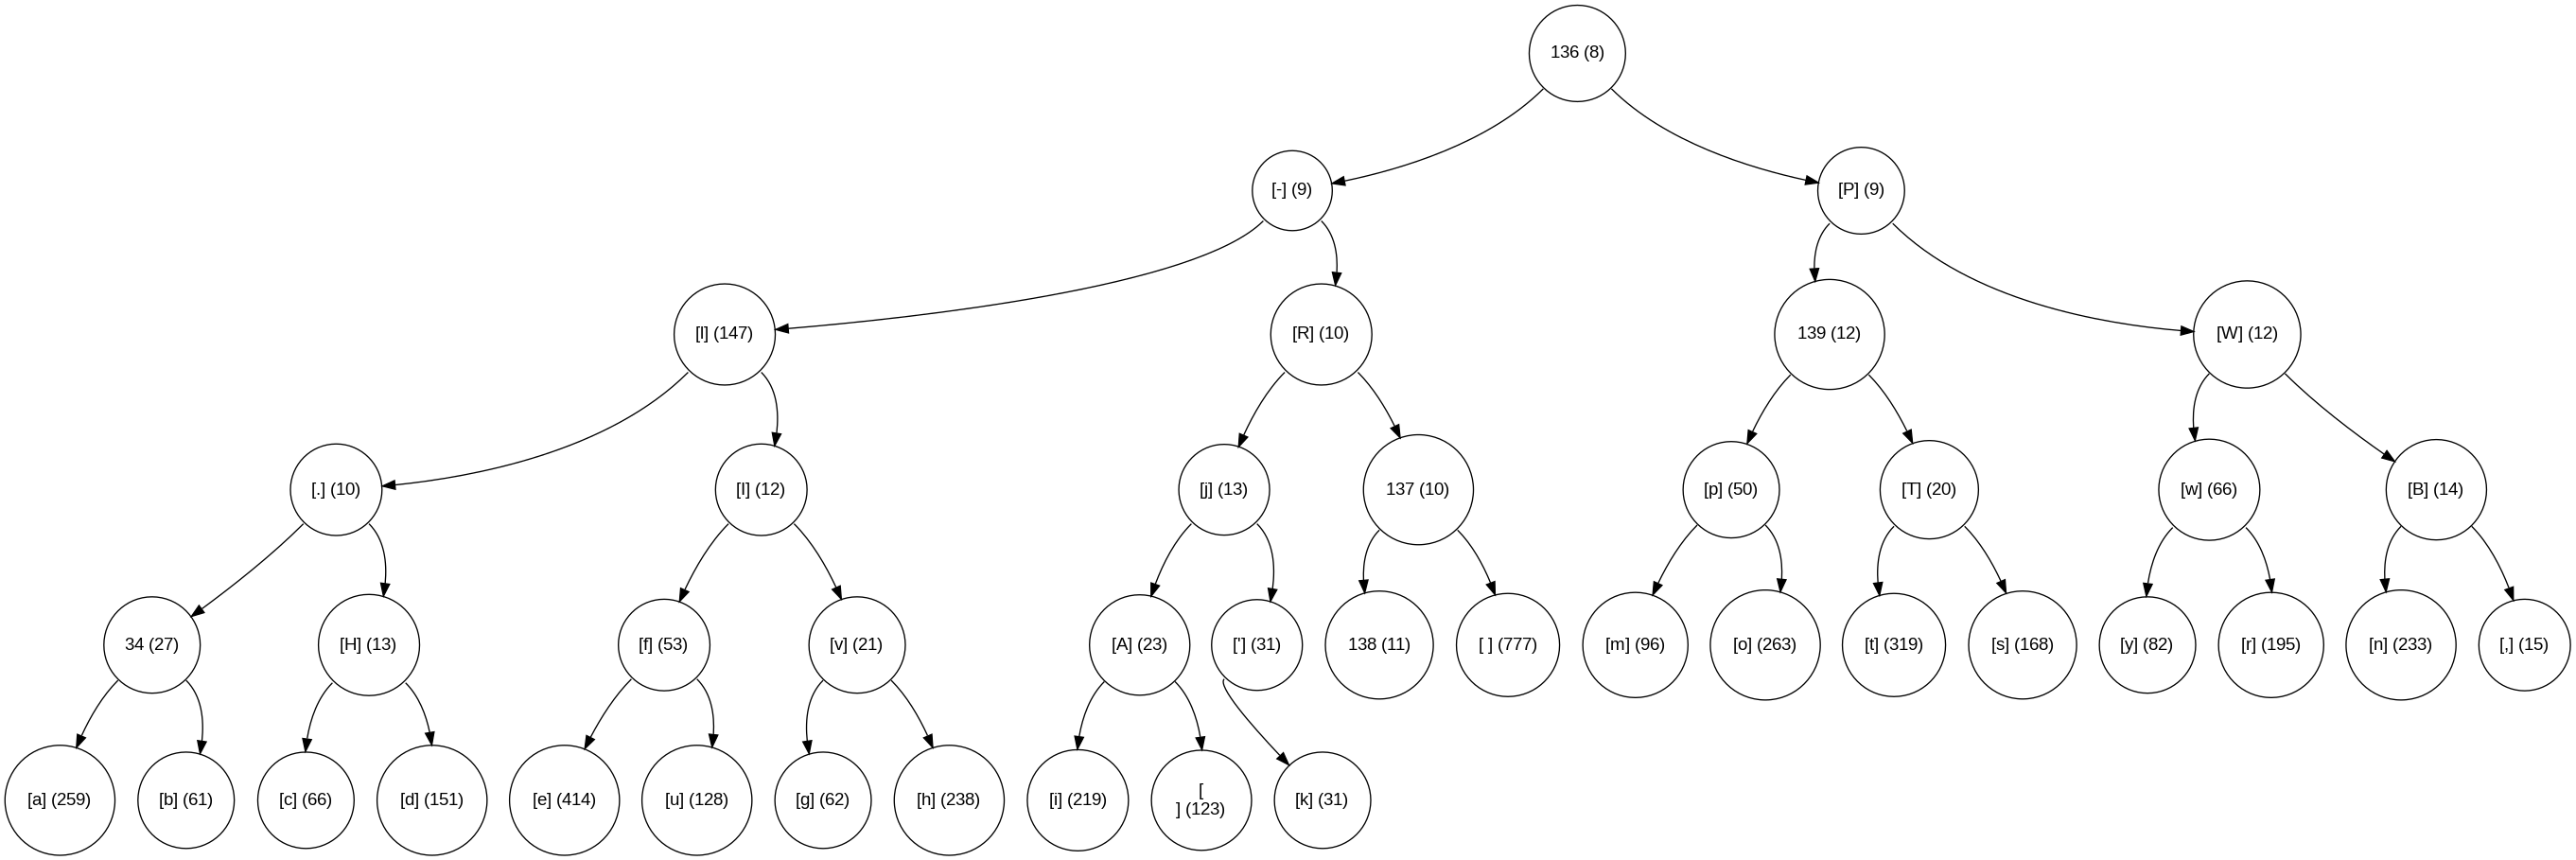 136 (8)
[-] (9)
[P] (9)
[l] (147)
[R] (10)
139 (12)
[W] (12)
[.] (10)
[I] (12)
[j] (13)
137 (10)
[p] (50)
[T] (20)
[w] (66)
[B] (14)
34 (27)
[H] (13)
[f] (53)
[v] (21)
[A] (23)
['] (31)
138 (11)
[ ] (777)
[m] (96)
[o] (263)
[t] (319)
[s] (168)
[y] (82)
[r] (195)
[n] (233)
[,] (15)
[a] (259)
[b] (61)
[c] (66)
[d] (151)
[e] (414)
[u] (128)
[g] (62)
[h] (238)
[i] (219)
[
] (123)
[k] (31)